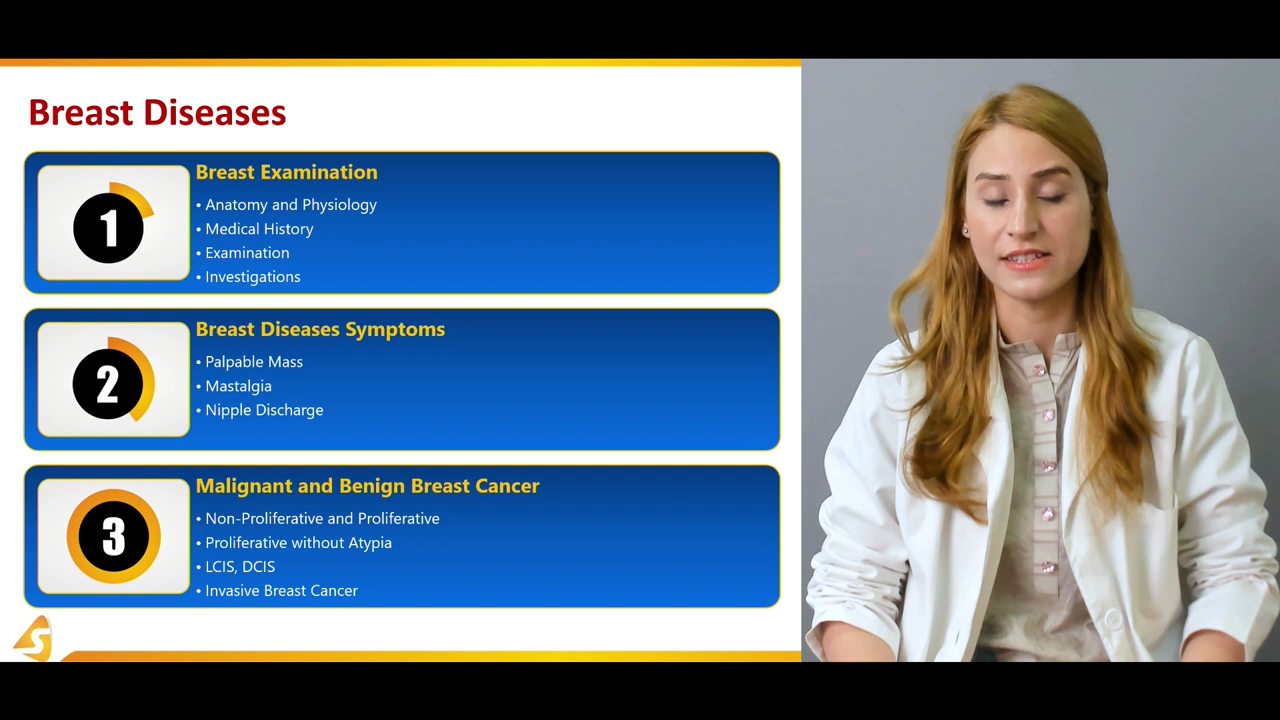 Breast Diseases
1
Breast Examination
• Anatomy and Physiology
• Medical History
• Examination
• Investigations
2
Breast Diseases Symptoms
• Palpable Mass
• Mastalgia
• Nipple Discharge
3
Malignant and Benign Breast Cancer
• Non-Proliferative and Proliferative
• Proliferative without Atypia
• LCIS, DCIS
• Invasive Breast Cancer
S